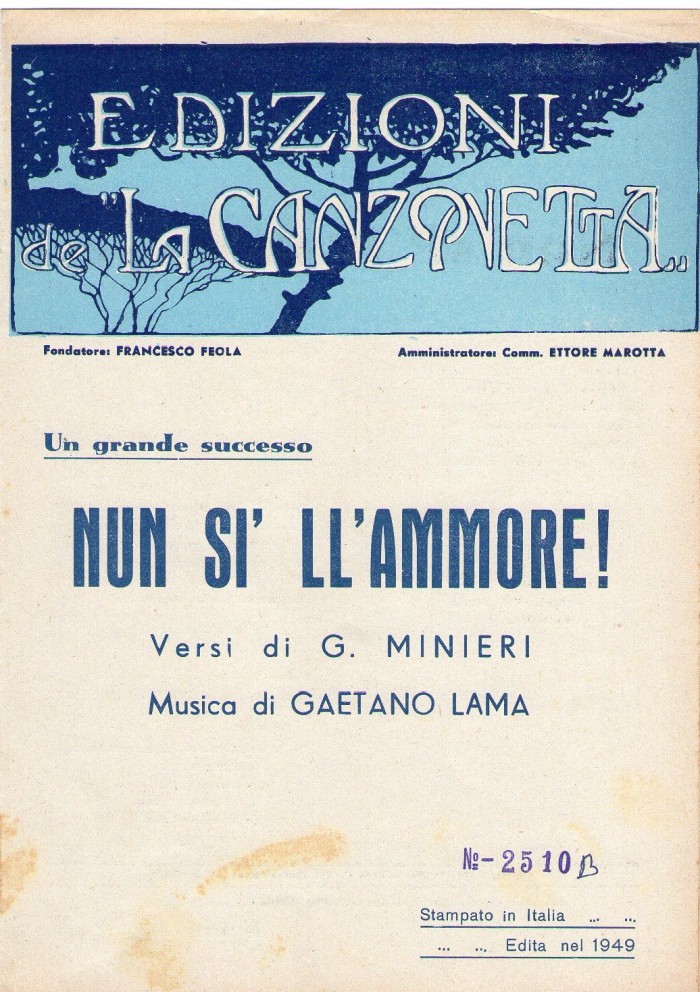 EDIZIONI
de "LA CANZONETTA„
Fondatore: FRANCESCO FEOLA
Amministratore: Comm. ETTORE MAROTTA
Un grande successo
NUN SI' LL'AMMORE!
Versi di G. MINIERI
Musica di GAETANO LAMA
№-2510 B
Stampato in Italia ... ...
... ... Edita nel 1949